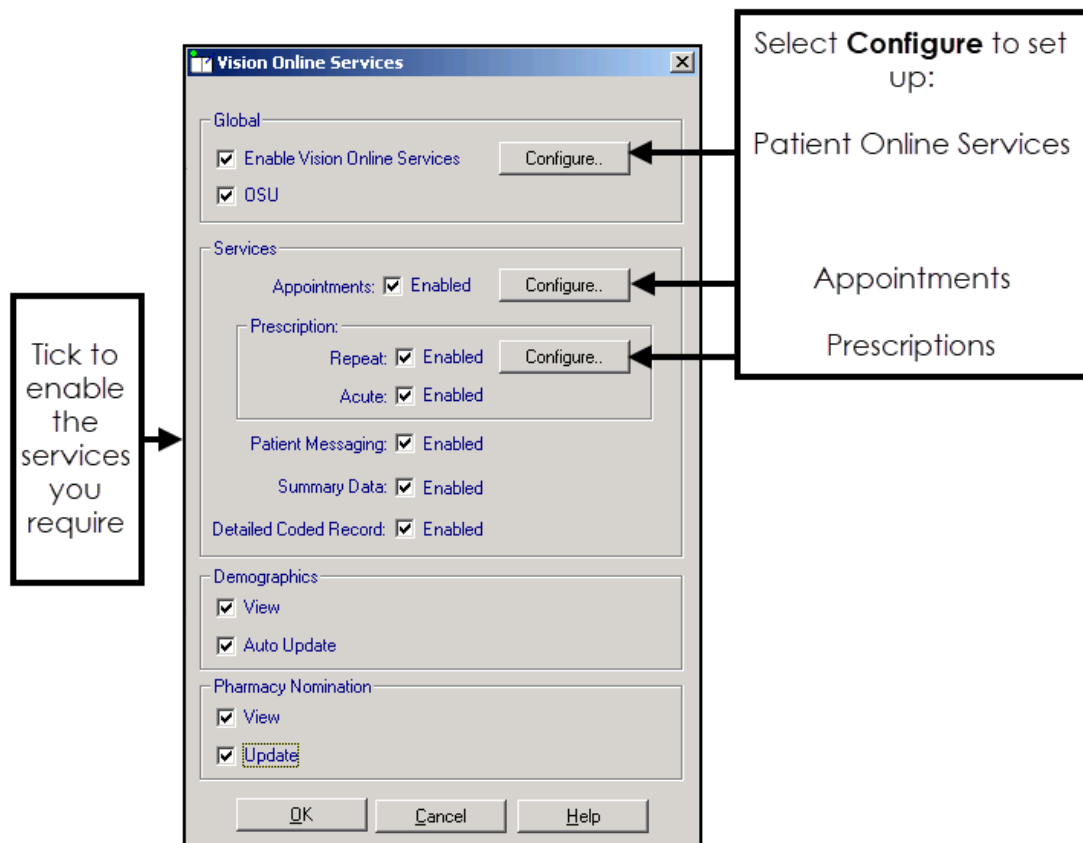 Vision Online Services
Global
Enable Vision Online Services
Configure..
OSU
Services
Appointments:
Enabled
Configure..
Prescription:
Repeat:
Enabled
Configure..
Acute:
Enabled
Patient Messaging:
Enabled
Summary Data:
Enabled
Detailed Coded Record:
Enabled
Demographics
View
Auto Update
Pharmacy Nomination
View
Update
OK
Cancel
Help
Tick to
enable
the
services
you
require
Select Configure to set
up:
Patient Online Services
Appointments
Prescriptions